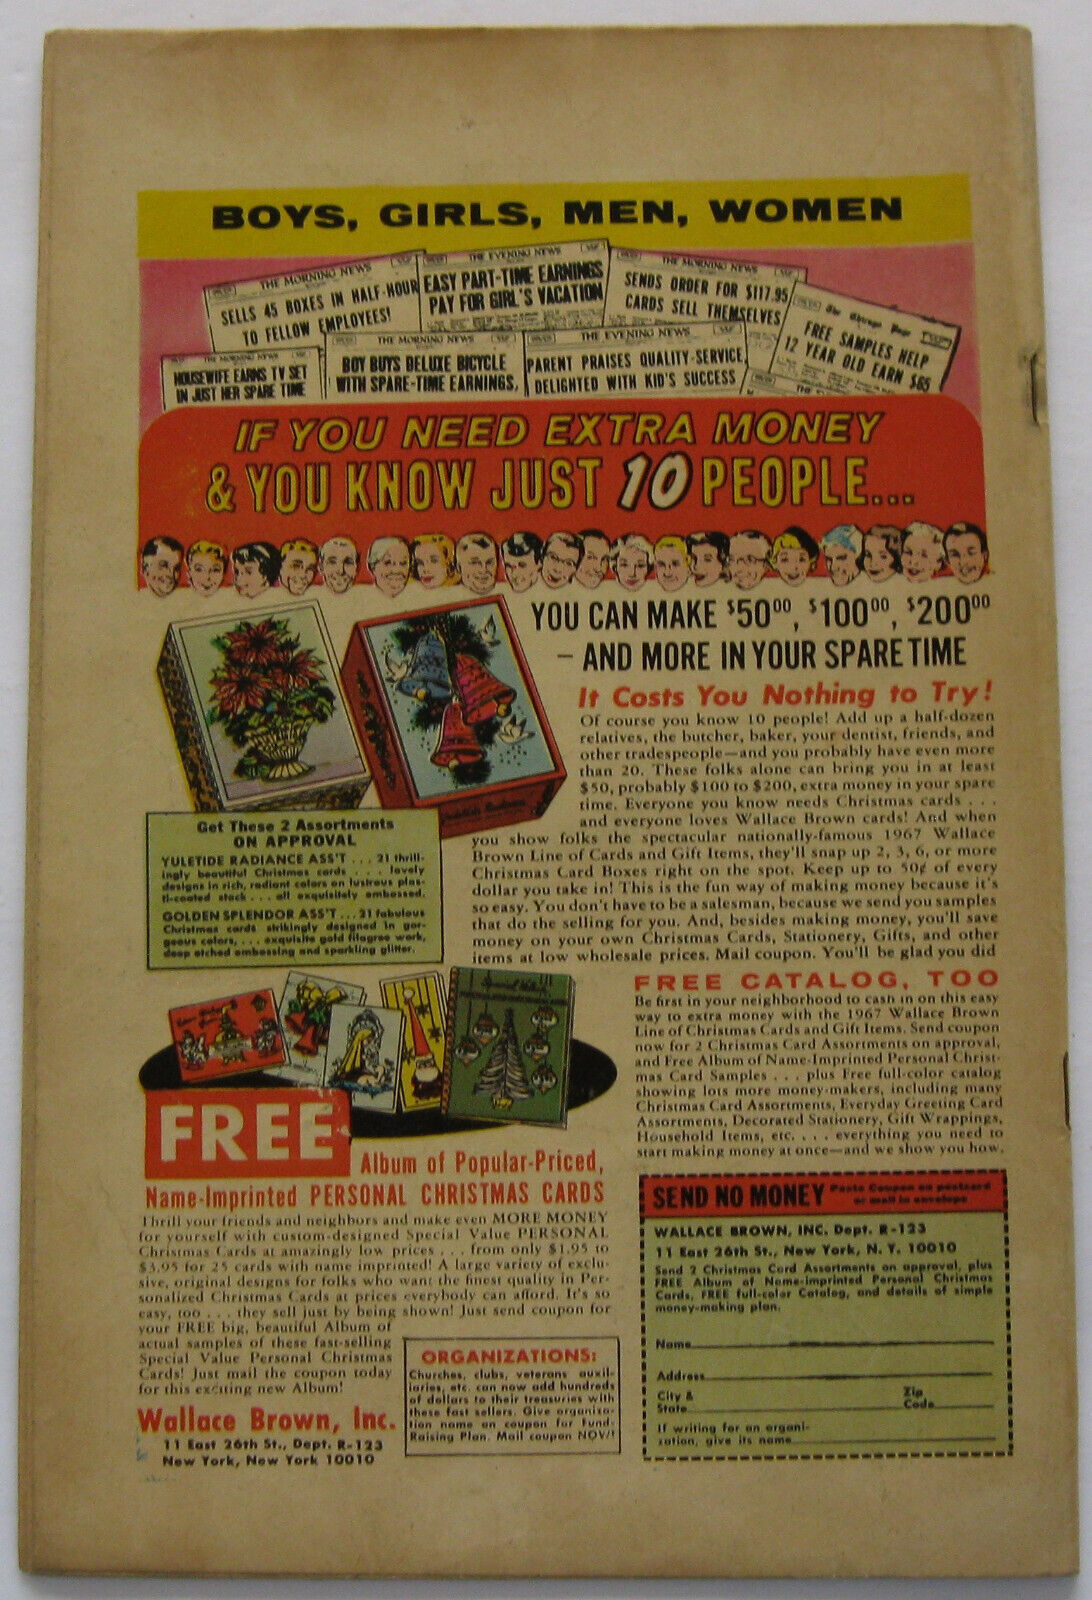 BOYS, GIRLS, MEN, WOMEN
THE MORNING NEWS
SELLS 45 BOXES IN HALF-HOUR
TO FELLOW EMPLOYEES!
THE EVENING NEWS
EASY PART-TIME EARNINGS
PAY FOR GIRL'S VACATION
THE MORNING NEWS
SENDS ORDER FOR $117.95
CARDS SELL THEMSELVES
FREE SAMPLES HELP
12 YEAR OLD EARN $65
THE MORNING NEWS
HOUSEWIFE EARNS TV SET
IN JUST HER SPARE TIME
THE MORNING NEWS
BOY BUYS DELUXE BICYCLE
WITH SPARE-TIME EARNINGS,
THE EVENING NEWS
PARENT PRAISES QUALITY-SERVICE,
DELIGHTED WITH KID'S SUCCESS
IF YOU NEED EXTRA MONEY
& YOU KNOW JUST 10 PEOPLE...
YOU CAN MAKE $50.00, $100.00, $200.00
– AND MORE IN YOUR SPARE TIME
It Costs You Nothing to Try!
Of course you know 10 people! Add up a half-dozen
relatives, the butcher, baker, your dentist, friends, and
other tradespeople—and you probably have even more
than 20. These folks alone can bring you in at least
$50, probably $100 to $200, extra money in your spare
time. Everyone you know needs Christmas cards . . .
and everyone loves Wallace Brown cards! And when
you show folks the spectacular nationally-famous 1967 Wallace
Brown Line of Cards and Gift Items, they'll snap up 2, 3, 6, or more
Christmas Card Boxes right on the spot. Keep up to 50¢ of every
dollar you take in! This is the fun way of making money because it's
so easy. You don't have to be a salesman, because we send you samples
that do the selling for you. And, besides making money, you'll save
money on your own Christmas Cards, Stationery, Gifts, and other
items at low wholesale prices. Mail coupon. You'll be glad you did
Get These 2 Assortments
ON APPROVAL
YULETIDE RADIANCE ASS'T . . . 21 thrill-
ingly beautiful Christmas cards . . . lovely
designs in rich, radiant colors on lustrous plas-
ti-coated stock . . . all exquisitely embossed.
GOLDEN SPLENDOR ASS'T . . . 21 fabulous
Christmas cards strikingly designed in gor-
geous colors, . . . exquisite gold filagree work,
deep etched embossing and sparkling glitter.
FREE CATALOG, TOO
Be first in your neighborhood to cash in on this easy
way to extra money with the 1967 Wallace Brown
Line of Christmas Cards and Gift Items. Send coupon
now for 2 Christmas Card Assortments on approval,
and Free Album of Name-Imprinted Personal Christ-
mas Card Samples . . . plus Free full-color catalog
showing lots more money-makers, including many
Christmas Card Assortments, Everyday Greeting Card
Assortments, Decorated Stationery, Gift Wrappings,
Household Items, etc. . . . everything you need to
start making money at once—and we show you how.
FREE
Album of Popular-Priced,
Name-Imprinted PERSONAL CHRISTMAS CARDS
Thrill your friends and neighbors and make even MORE MONEY
for yourself with custom-designed Special Value PERSONAL
Christmas Cards at amazingly low prices . . . from only $1.95 to
$3.95 for 25 cards with name imprinted! A large variety of exclu-
sive, original designs for folks who want the finest quality in Per-
sonalized Christmas Cards at prices everybody can afford. It's so
easy, too . . . they sell just by being shown! Just send coupon for
your FREE big, beautiful Album of
actual samples of these fast-selling
Special Value Personal Christmas
Cards! Just mail the coupon today
for this exciting new Album!
Wallace Brown, Inc.
11 East 26th St., Dept. R-123
New York, New York 10010
ORGANIZATIONS:
Churches, clubs, veterans auxil-
iaries, etc. can now add hundreds
of dollars to their treasuries with
these fast sellers. Give organiza-
tion name on coupon for Fund-
Raising Plan. Mail coupon NOW!!
SEND NO MONEY Paste Coupon on postcard
or mail in envelope
WALLACE BROWN, INC. Dept. R-123
11 East 26th St., New York, N. Y. 10010
Send 2 Christmas Card Assortments on approval, plus
FREE Album of Name-Imprinted Personal Christmas
Cards, FREE full-color Catalog, and details of simple
money-making plan.
Name
Address
City &
State
Zip
Code
If writing for an organi-
zation, give its name